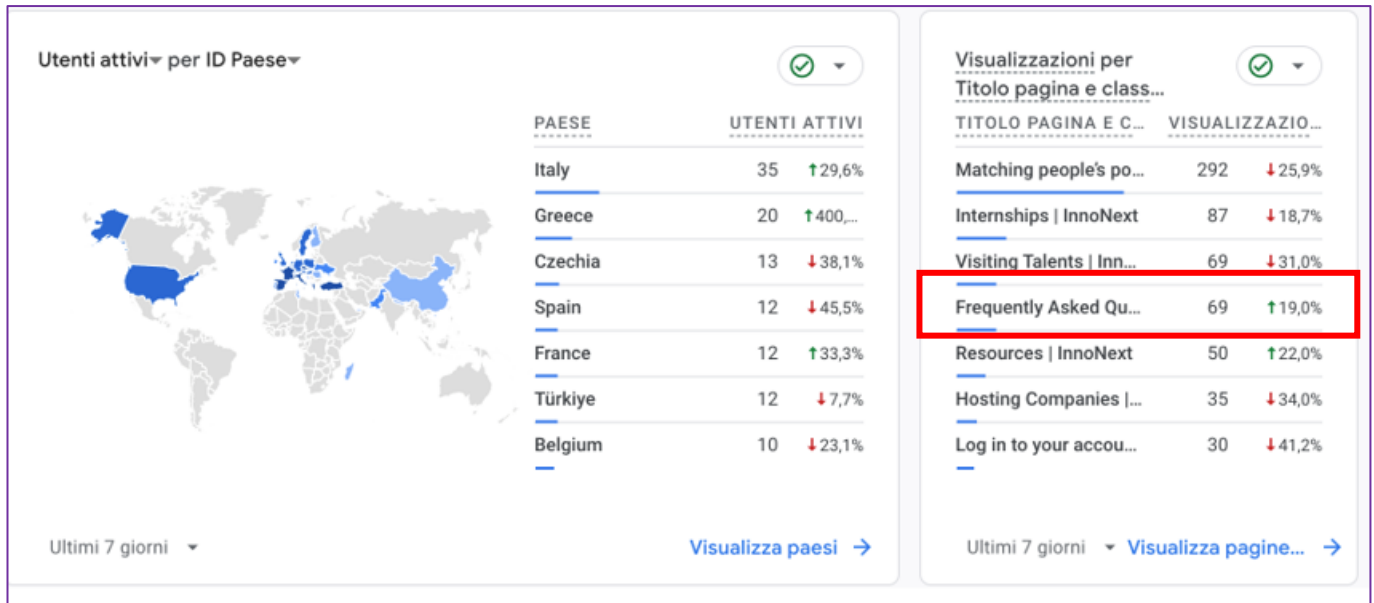 Utenti attivi per ID Paese
PAESE UTENTI ATTIVI
Italy 35 ↑29,6%
Greece 20 ↑400,...
Czechia 13 ↓38,1%
Spain 12 ↓45,5%
France 12 ↑33,3%
Türkiye 12 ↓7,7%
Belgium 10 ↓23,1%
Ultimi 7 giorni Visualizza paesi →
Visualizzazioni per
Titolo pagina e class...
TITOLO PAGINA E C... VISUALIZZAZIO...
Matching people's po... 292 ↓25,9%
Internships | InnoNext 87 ↓18,7%
Visiting Talents | Inn... 69 ↓31,0%
Frequently Asked Qu... 69 ↑19,0%
Resources | InnoNext 50 ↑22,0%
Hosting Companies |... 35 ↓34,0%
Log in to your accou... 30 ↓41,2%
Ultimi 7 giorni Visualizza pagine... →